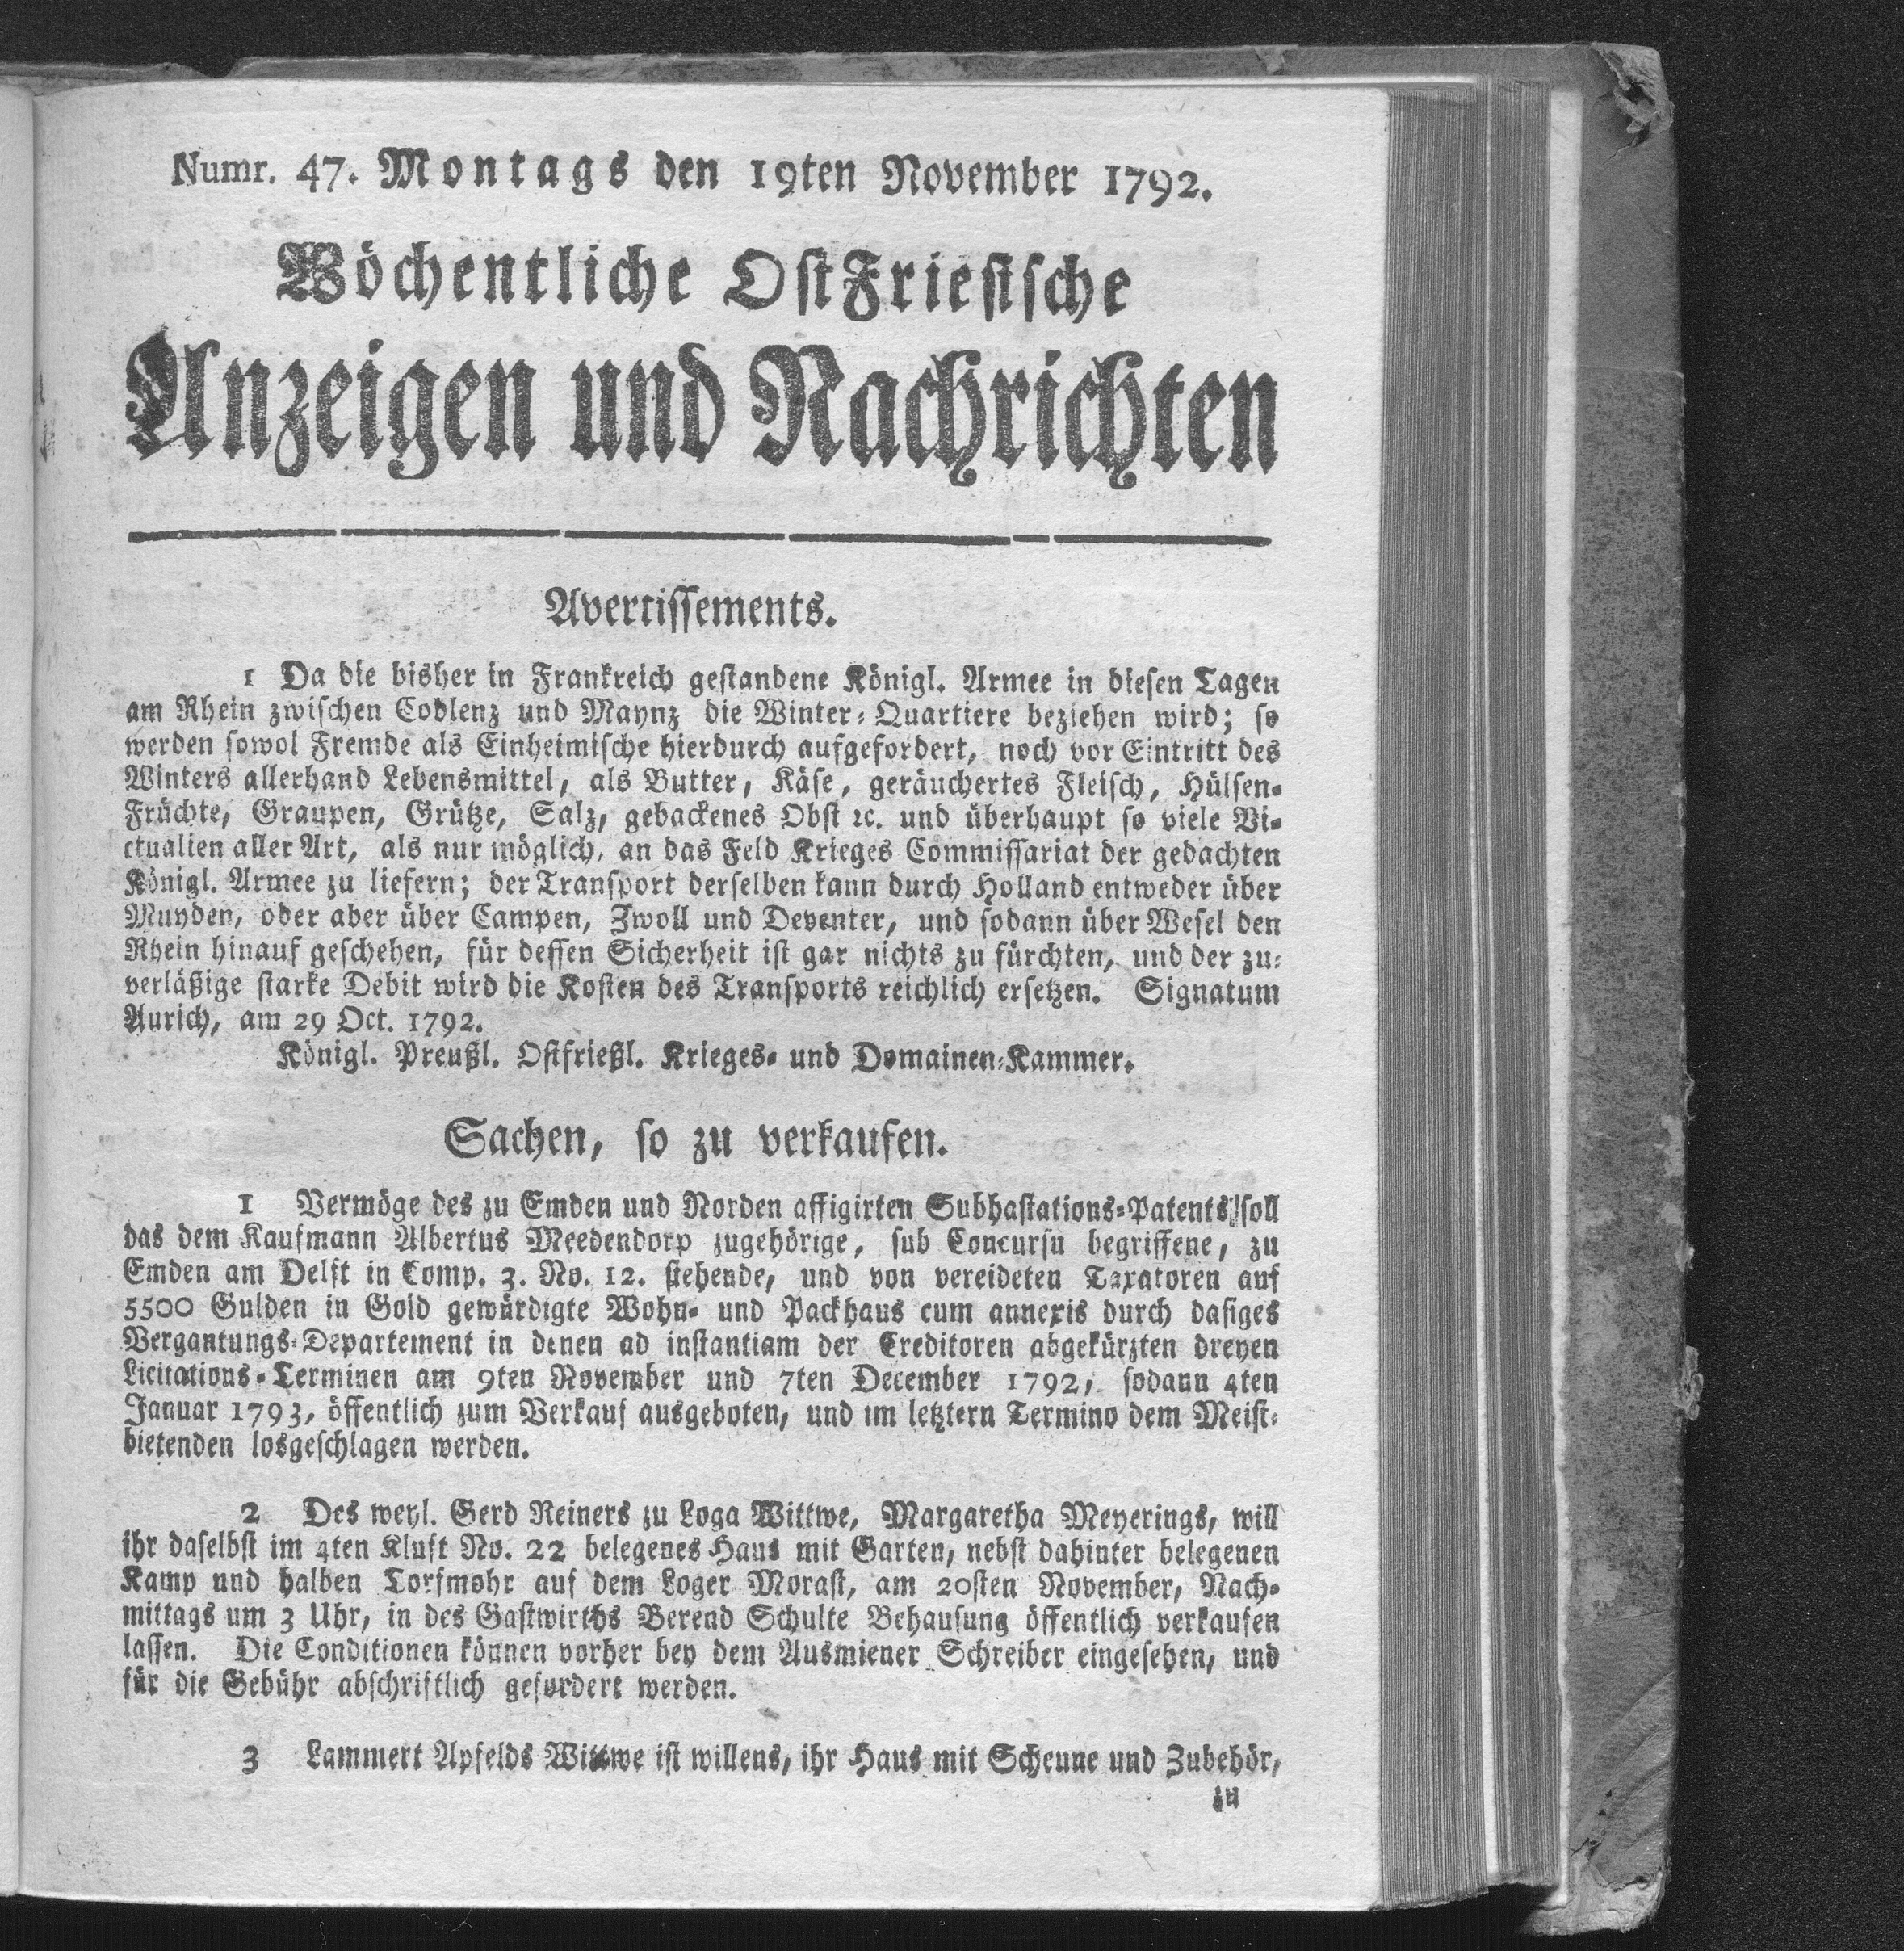 Numr. 47. Montags den 19ten November 1792.
Wöchentliche OstFriesische
Anzeigen und Nachrichten
Avertissements.
1 Da die bisher in Frankreich gestandene Königl. Armee in diesen Tagen
am Rhein zwischen Coblenz und Maynz die Winter-Quartiere beziehen wird; so
werden sowol Fremde als Einheimische hierdurch aufgefordert, noch vor Eintritt des
Winters allerhand Lebensmittel, als Butter, Käse, geräuchertes Fleisch, Hülsen-
Früchte, Graupen, Grütze, Salz, gebackenes Obst ꝛc. und überhaupt so viele Vi-
ctualien aller Art, als nur möglich, an das Feld Krieges Commissariat der gedachten
Königl. Armee zu liefern; der Transport derselben kann durch Holland entweder über
Muyden, oder aber über Campen, Zwoll und Deventer, und sodann über Wesel den
Rhein hinauf geschehen, für dessen Sicherheit ist gar nichts zu fürchten, und der zu-
verläßige starke Debit wird die Kosten des Transports reichlich ersetzen. Signatum
Aurich, am 29 Oct. 1792.
Königl. Preußl. Ostfrießl. Krieges- und Domainen-Kammer.
Sachen, so zu verkaufen.
1 Vermöge des zu Emden und Norden affigirten Subhastations-Patents soll
das dem Kaufmann Albertus Meedendorp zugehörige, sub Concursu begriffene, zu
Emden am Delft in Comp. 3. No. 12. stehende, und von vereideten Taxatoren auf
5500 Gulden in Gold gewürdigte Wohn- und Packhaus cum annexis durch dasiges
Vergantungs-Departement in denen ad instantiam der Creditoren abgekürzten dreyen
Licitations-Terminen am 9ten November und 7ten December 1792, sodann 4ten
Januar 1793, öffentlich zum Verkauf ausgeboten, und im letztern Termino dem Meist-
bietenden losgeschlagen werden.
2 Des weyl. Gerd Reiners zu Loga Wittwe, Margaretha Meyerings, will
ihr daselbst im 4ten Kluft No. 22 belegenes Haus mit Garten, nebst dahinter belegenen
Kamp und halben Torfmohr auf dem Loger Morast, am 20sten November, Nach-
mittags um 3 Uhr, in des Gastwirths Berend Schulte Behausung öffentlich verkaufen
lassen. Die Conditionen können vorher bey dem Ausmiener Schreiber eingesehen, und
für die Gebühr abschriftlich gefordert werden.
3 Lammert Apfelds Wittwe ist willens, ihr Haus mit Scheune und Zubehör,
zu